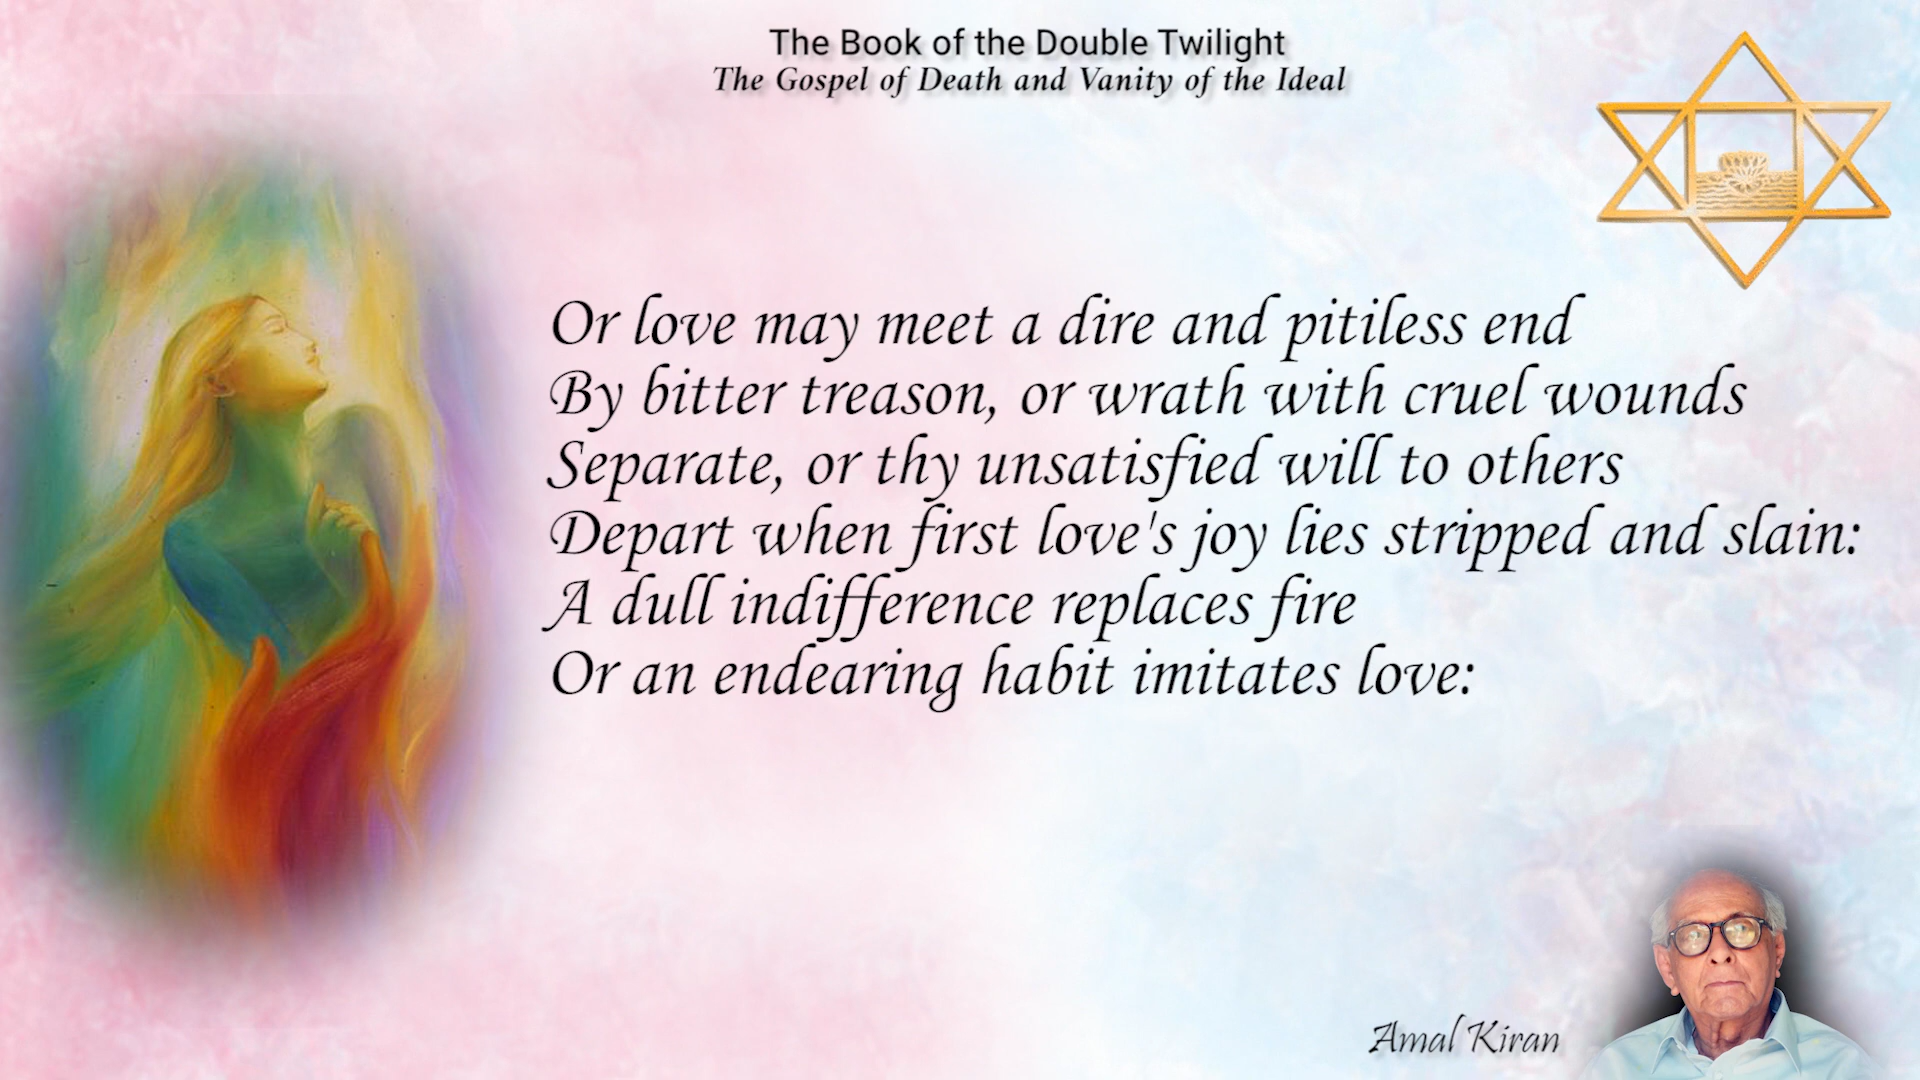 The Book of the Double Twilight
The Gospel of Death and Vanity of the Ideal
Or love may meet a dire and pitiless end
By bitter treason, or wrath with cruel wounds
Separate, or thy unsatisfied will to others
Depart when first love's joy lies stripped and slain:
A dull indifference replaces fire
Or an endearing habit imitates love:
Amal Kiran